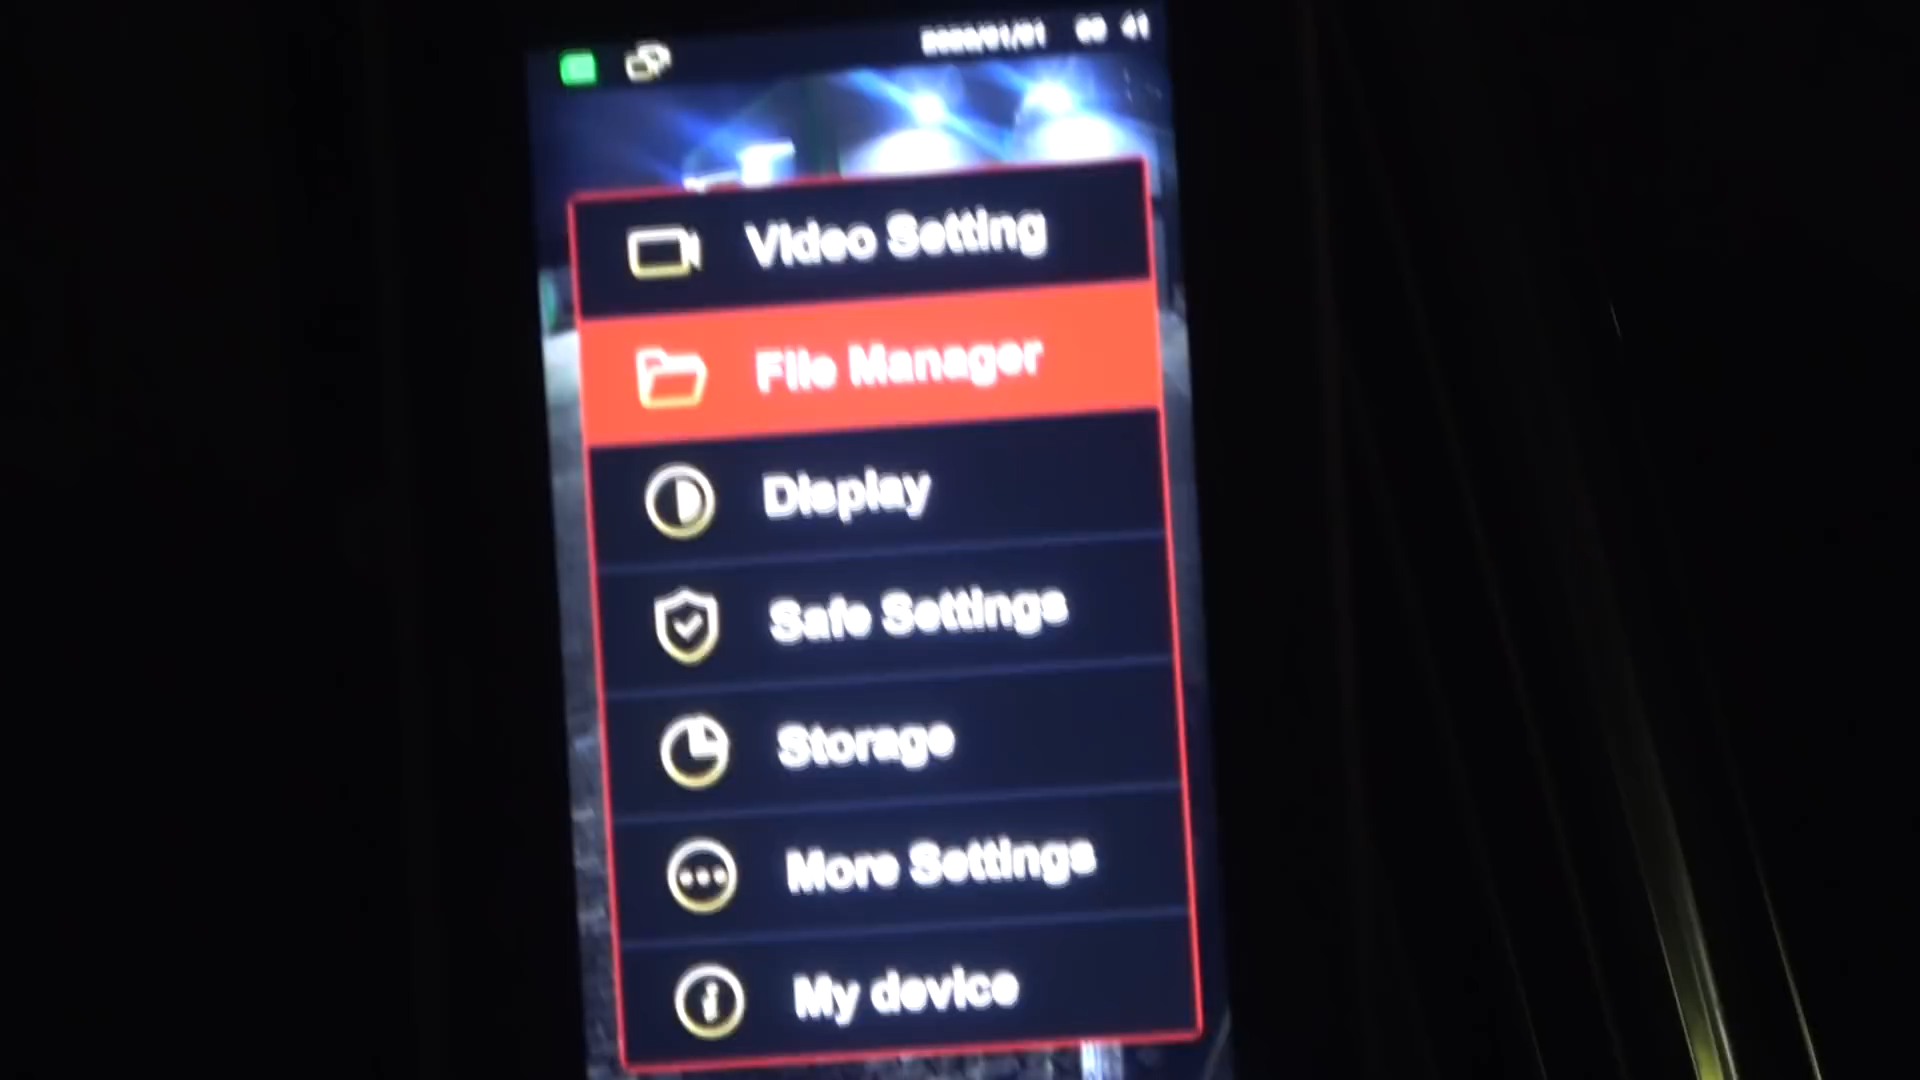 Video Setting
File Manager
Display
Safe Settings
Storage
More Settings
My device